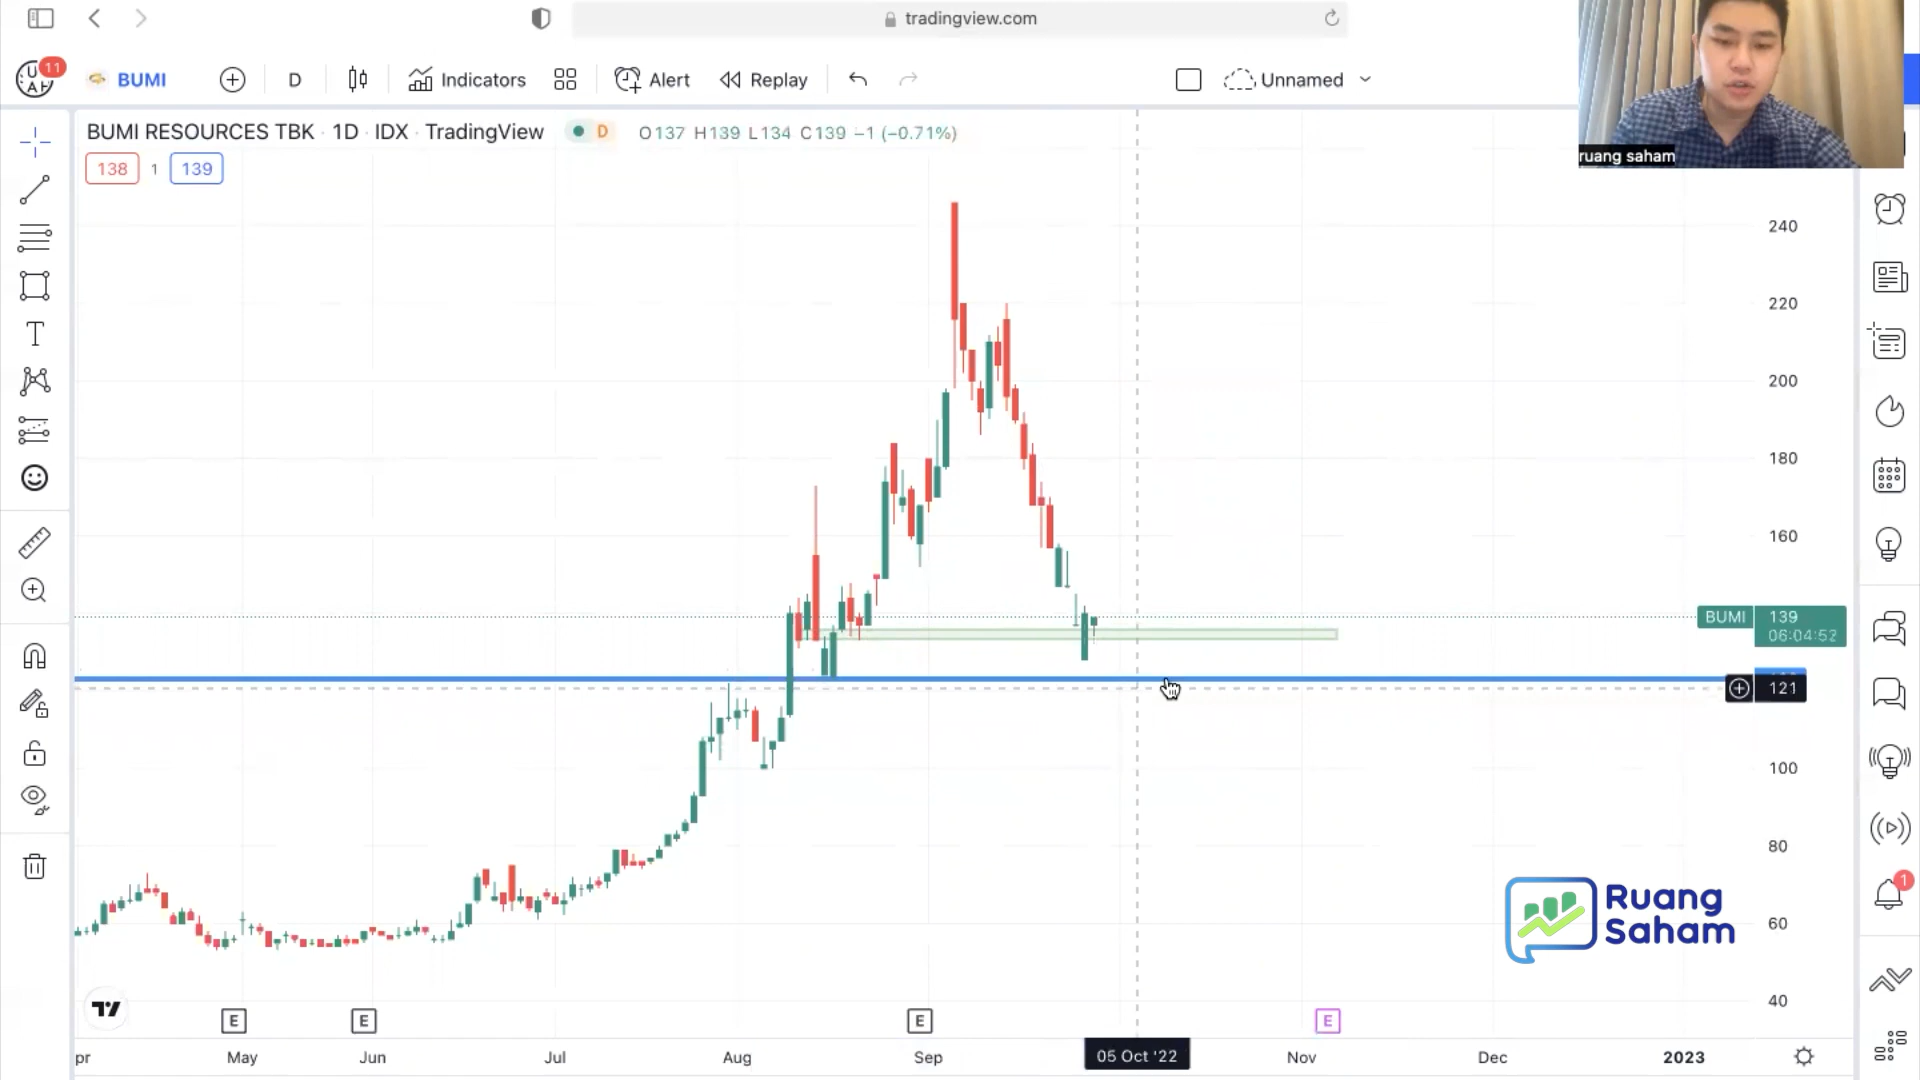 tradingview.com
11
BUMI
D
Indicators
Alert
Replay
Unnamed
BUMI RESOURCES TBK · 1D · IDX · TradingView
D
O137 H139 L134 C139 −1 (−0.71%)
138 1 139
ruang saham
240
220
200
180
160
BUMI 139
06:04:52
121
100
80
60
40
Ruang
Saham
1
E E E E
pr May Jun Jul Aug Sep 05 Oct '22 Nov Dec 2023